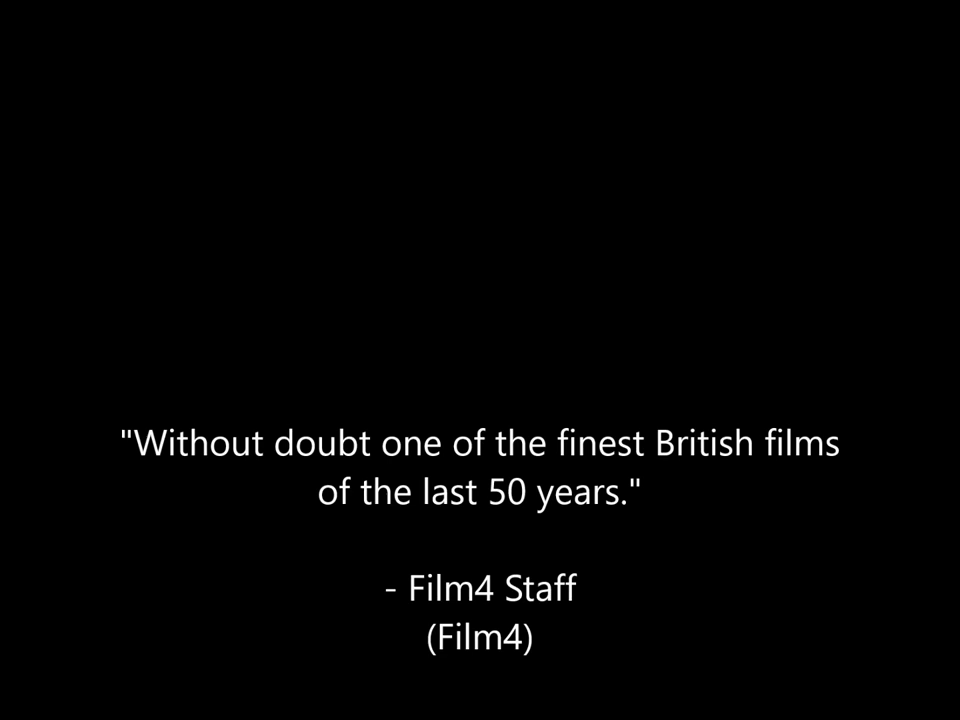 "Without doubt one of the finest British films
of the last 50 years."
- Film4 Staff
(Film4)